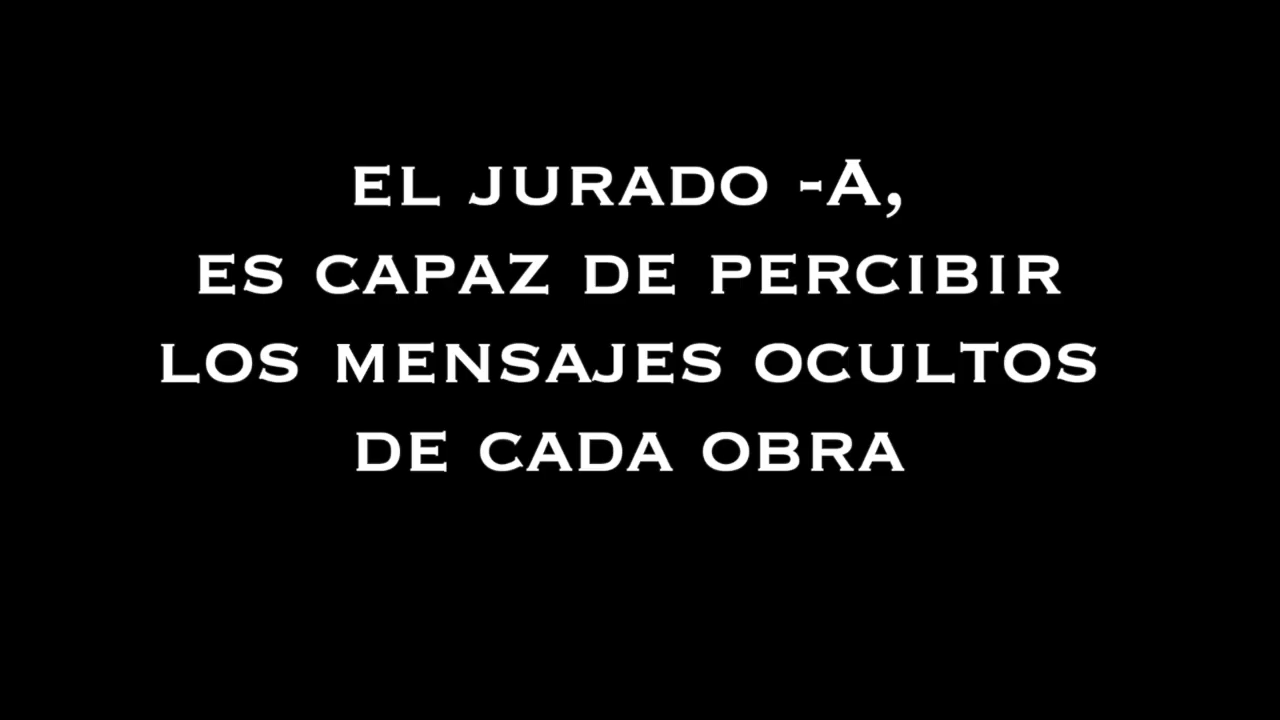 EL JURADO -A,
ES CAPAZ DE PERCIBIR
LOS MENSAJES OCULTOS
DE CADA OBRA